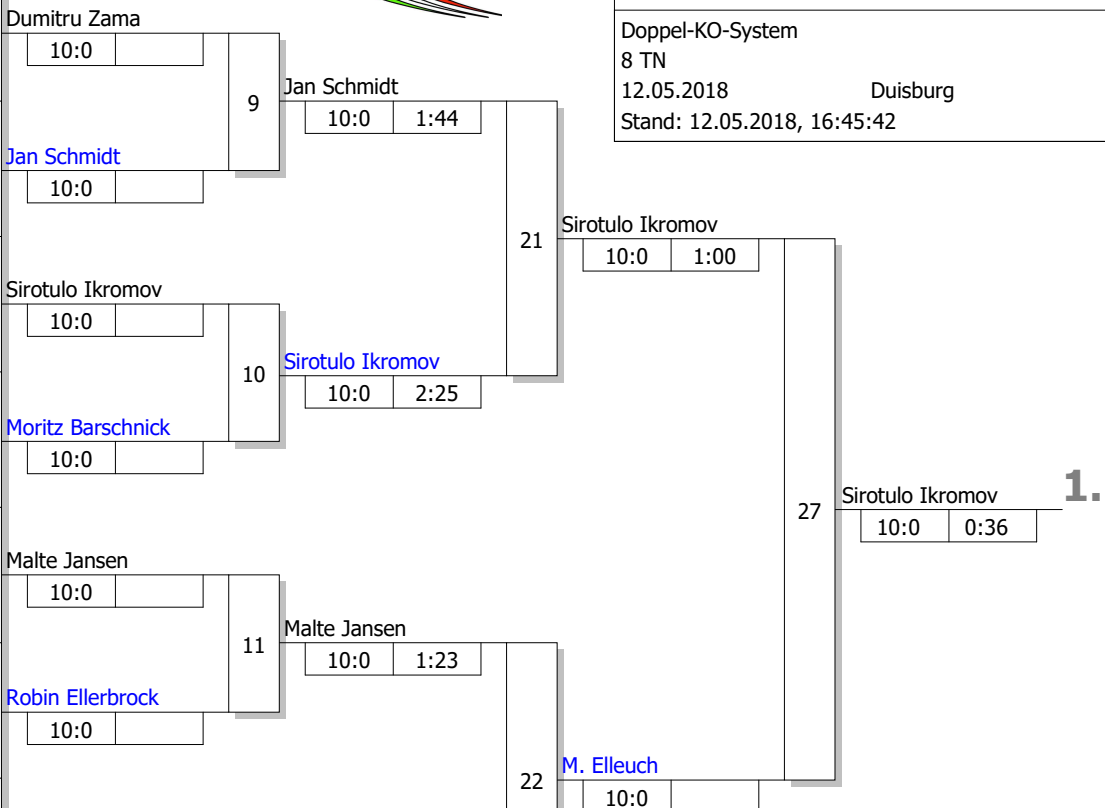 Dumitru Zama
10:0
Doppel-KO-System
8 TN
12.05.2018 Duisburg
Stand: 12.05.2018, 16:45:42
9
Jan Schmidt
10:0 1:44
Jan Schmidt
10:0
21
Sirotulo Ikromov
10:0 1:00
Sirotulo Ikromov
10:0
10
Sirotulo Ikromov
10:0 2:25
Moritz Barschnick
10:0
27
Sirotulo Ikromov
1.
10:0 0:36
Malte Jansen
10:0
11
Malte Jansen
10:0 1:23
Robin Ellerbrock
10:0
22
M. Elleuch
10:0